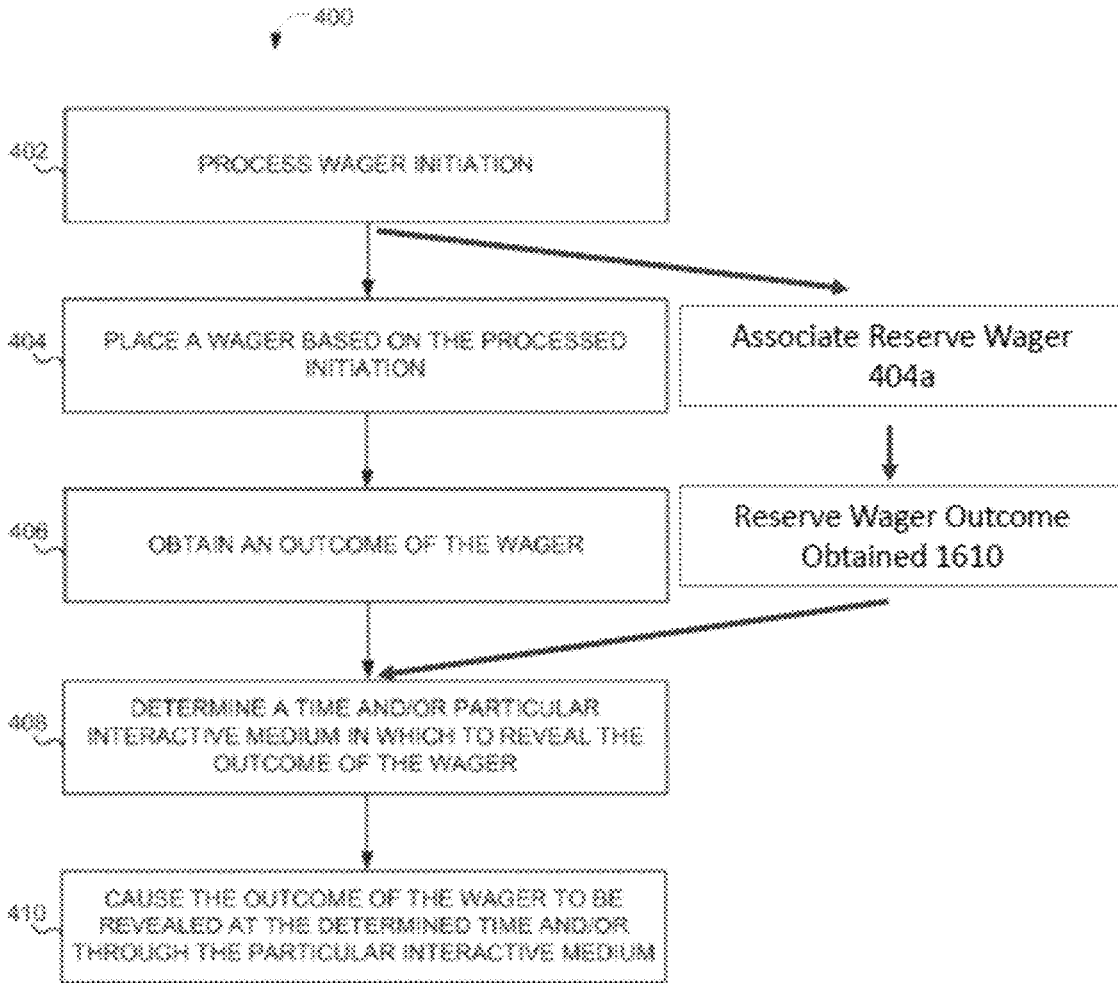 400
402
PROCESS WAGER INITIATION
404
PLACE A WAGER BASED ON THE PROCESSED
INITIATION
Associate Reserve Wager
404a
406
OBTAIN AN OUTCOME OF THE WAGER
Reserve Wager Outcome
Obtained 1610
408
DETERMINE A TIME AND/OR PARTICULAR
INTERACTIVE MEDIUM IN WHICH TO REVEAL THE
OUTCOME OF THE WAGER
410
CAUSE THE OUTCOME OF THE WAGER TO BE
REVEALED AT THE DETERMINED TIME AND/OR
THROUGH THE PARTICULAR INTERACTIVE MEDIUM